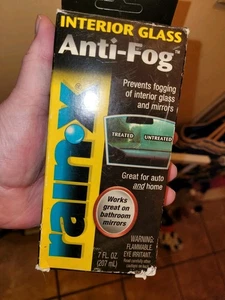 INTERIOR GLASS
Anti-Fog™
Prevents fogging
of interior glass
and mirrors
TREATED
UNTREATED
Great for auto
and home
rain-x
Works
great on
bathroom
mirrors
7 FL. OZ.
(207 mL)
WARNING:
FLAMMABLE.
EYE IRRITANT.